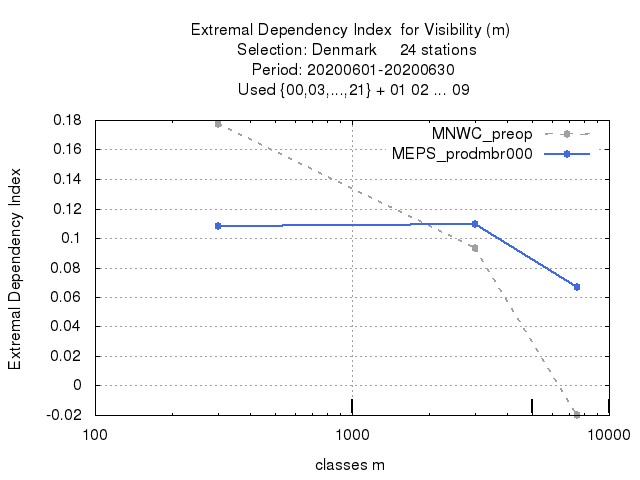 Extremal Dependency Index  for Visibility (m)
Selection: Denmark     24 stations
Period: 20200601-20200630
Used {00,03,...,21} + 01 02 ... 09
MNWC_preop
MEPS_prodmbr000
Extremal Dependency Index
0.18
0.16
0.14
0.12
0.1
0.08
0.06
0.04
0.02
0
-0.02
100
1000
10000
classes m